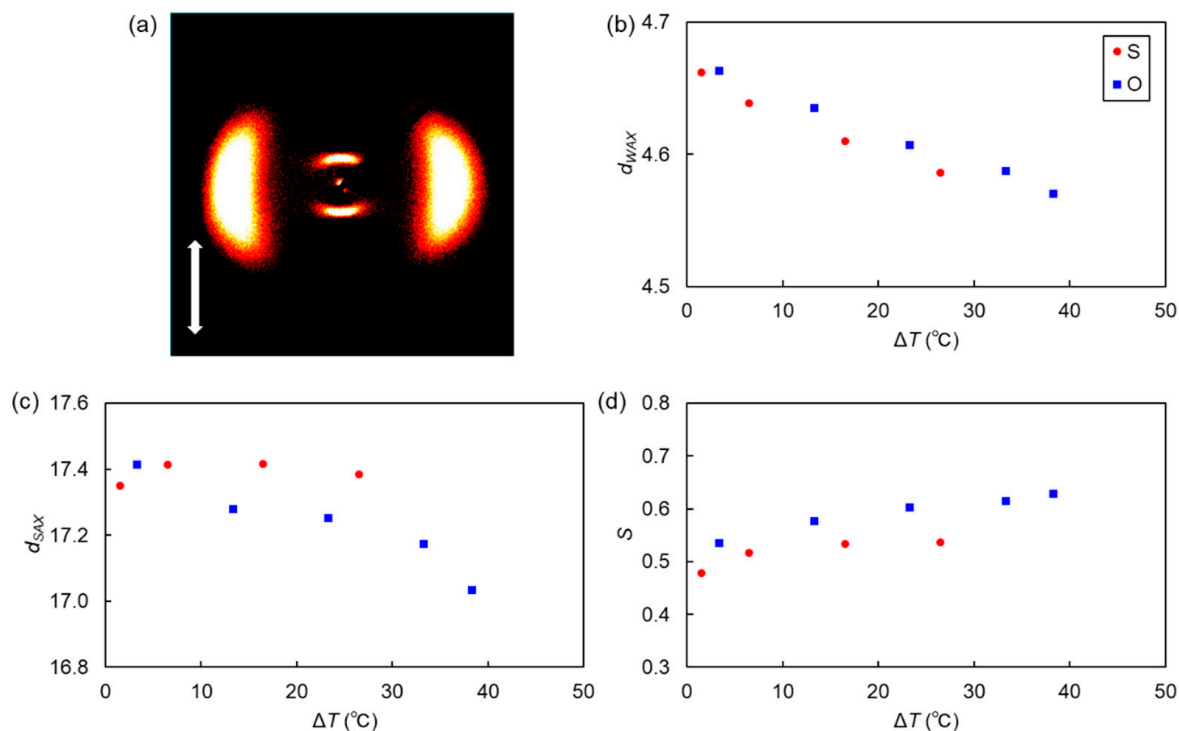 (a)
(b)
4.7
4.6
4.5
d_WAX
S
O
0 10 20 30 40 50
ΔT (°C)
(c)
17.6
17.4
17.2
17.0
16.8
d_SAX
0 10 20 30 40 50
ΔT (°C)
(d)
0.8
0.7
0.6
0.5
0.4
0.3
S
0 10 20 30 40 50
ΔT (°C)